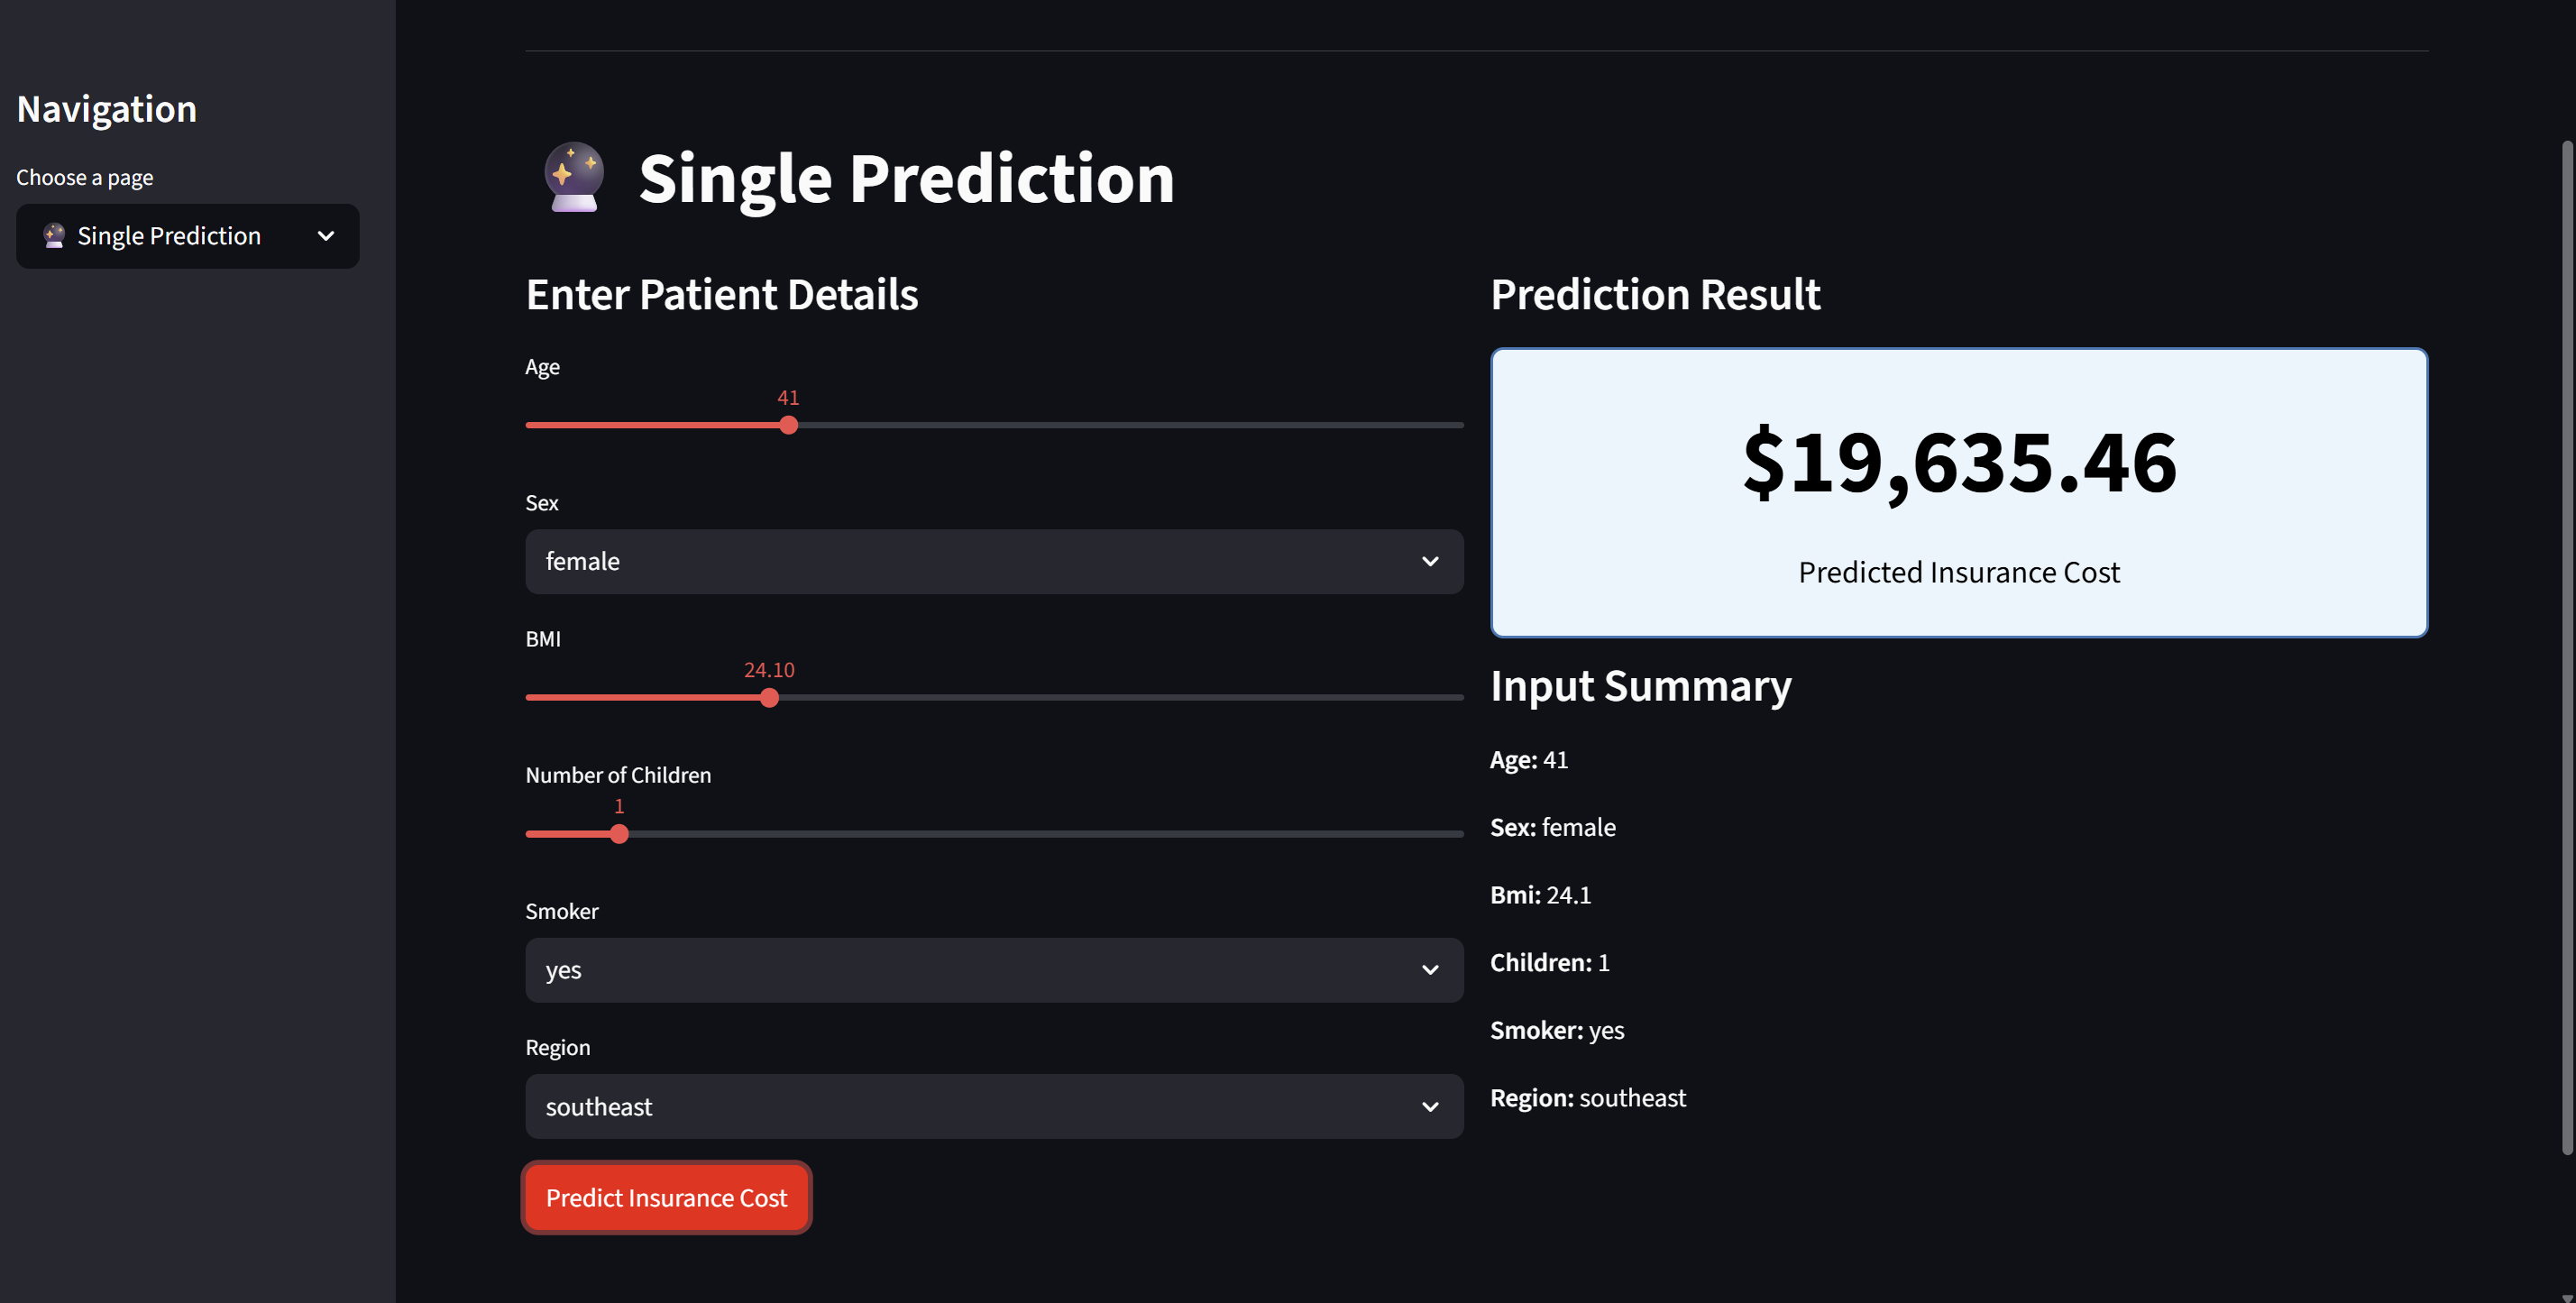 Navigation
Choose a page
Single Prediction
Single Prediction
Enter Patient Details
Age
41
Sex
female
BMI
24.10
Number of Children
1
Smoker
yes
Region
southeast
Predict Insurance Cost
Prediction Result
$19,635.46
Predicted Insurance Cost
Input Summary
Age: 41
Sex: female
Bmi: 24.1
Children: 1
Smoker: yes
Region: southeast